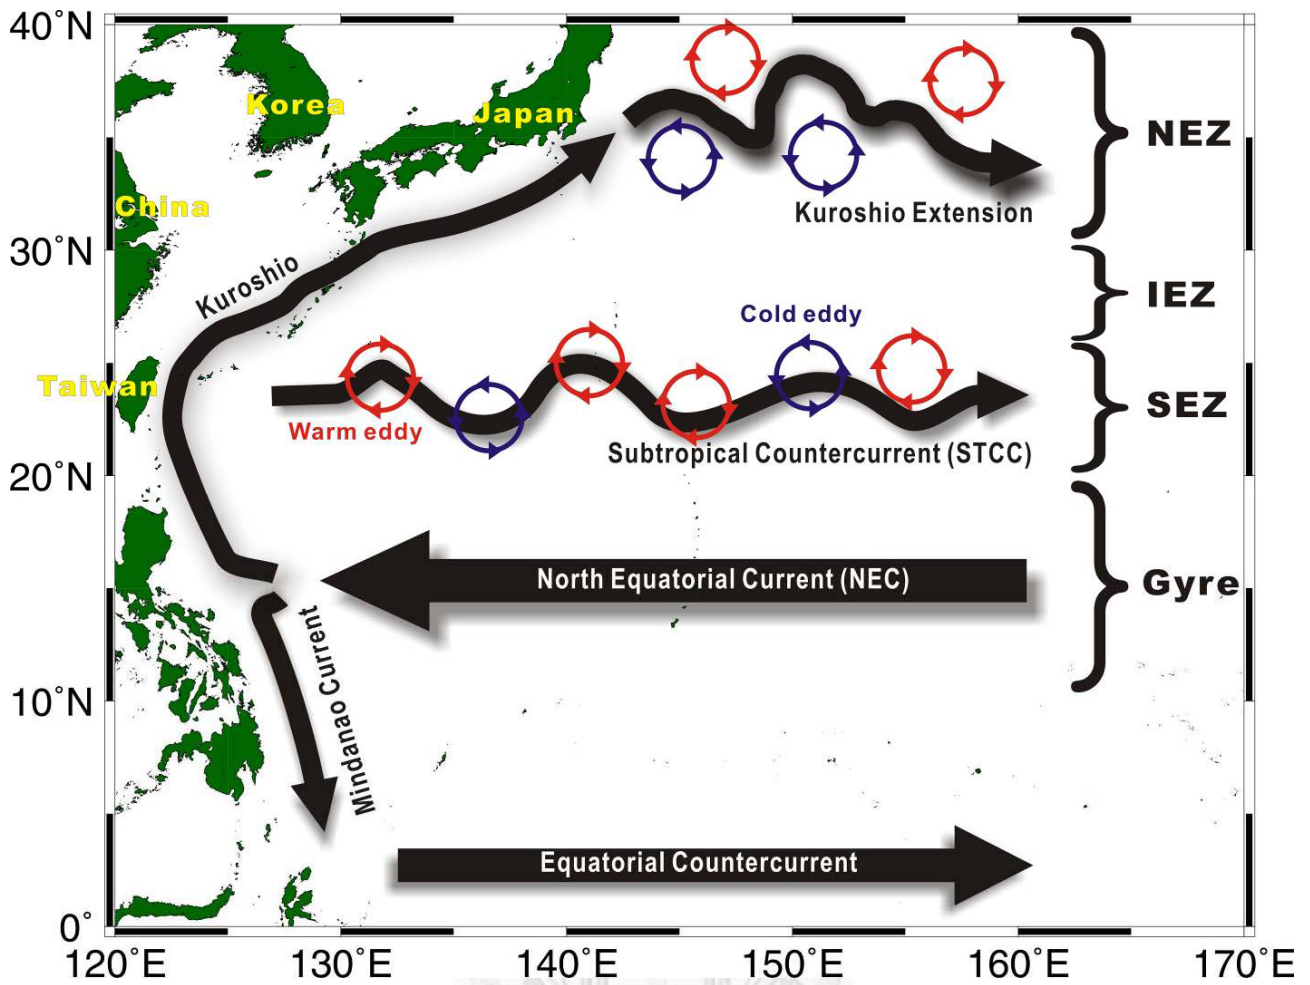 40°N
Korea
Japan
NEZ
China
Kuroshio Extension
30°N
Kuroshio
IEZ
Cold eddy
Taiwan
SEZ
Warm eddy
Subtropical Countercurrent (STCC)
20°N
North Equatorial Current (NEC)
Gyre
Mindanao Current
10°N
Equatorial Countercurrent
0°
120°E
130°E
140°E
150°E
160°E
170°E